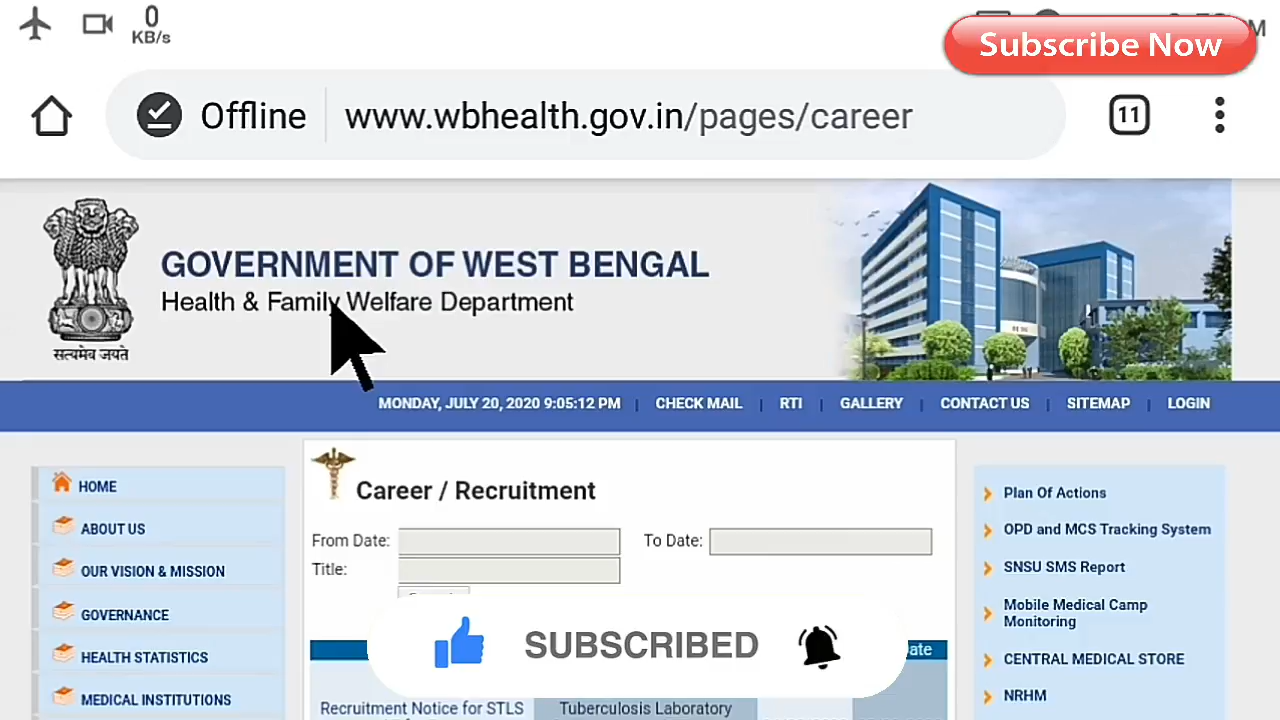 0
KB/s
Subscribe Now
Offline
www.wbhealth.gov.in/pages/career
11
GOVERNMENT OF WEST BENGAL
Health & Family Welfare Department
सत्यमेव जयते
MONDAY, JULY 20, 2020 9:05:12 PM | CHECK MAIL | RTI | GALLERY | CONTACT US | SITEMAP | LOGIN
HOME
ABOUT US
OUR VISION & MISSION
GOVERNANCE
HEALTH STATISTICS
MEDICAL INSTITUTIONS
Career / Recruitment
From Date:
To Date:
Title:
SUBSCRIBED
Recruitment Notice for STLS
Tuberculosis Laboratory
Plan Of Actions
OPD and MCS Tracking System
SNSU SMS Report
Mobile Medical Camp
Monitoring
CENTRAL MEDICAL STORE
NRHM